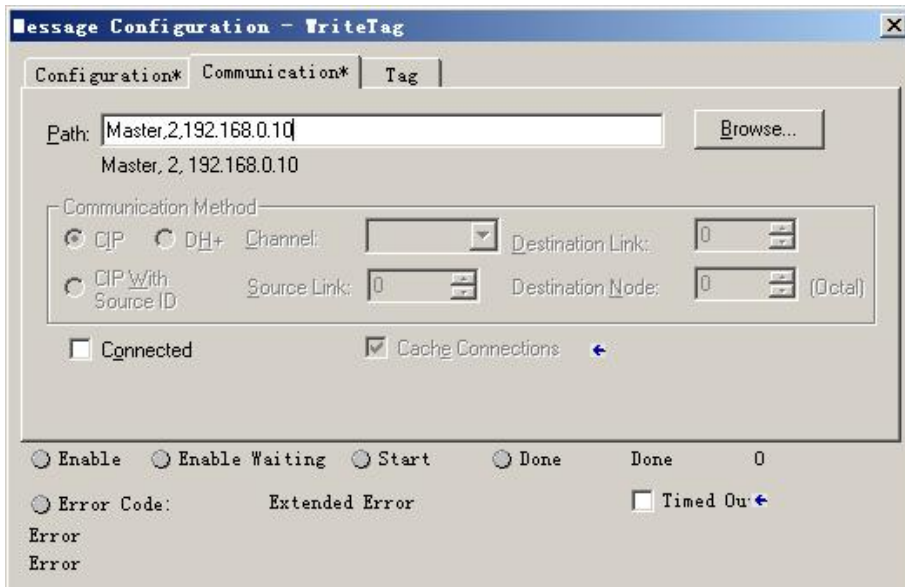 Message Configuration - WriteTag
Configuration* Communication* Tag
Path: Master,2,192.168.0.10 Browse...
Master, 2, 192.168.0.10
Communication Method
CIP DH+ Channel: Destination Link: 0
CIP With Source ID Source Link: 0 Destination Node: 0 (Octal)
Connected Cache Connections
Enable Enable Waiting Start Done Done 0
Error Code: Extended Error Timed Ou
Error
Error